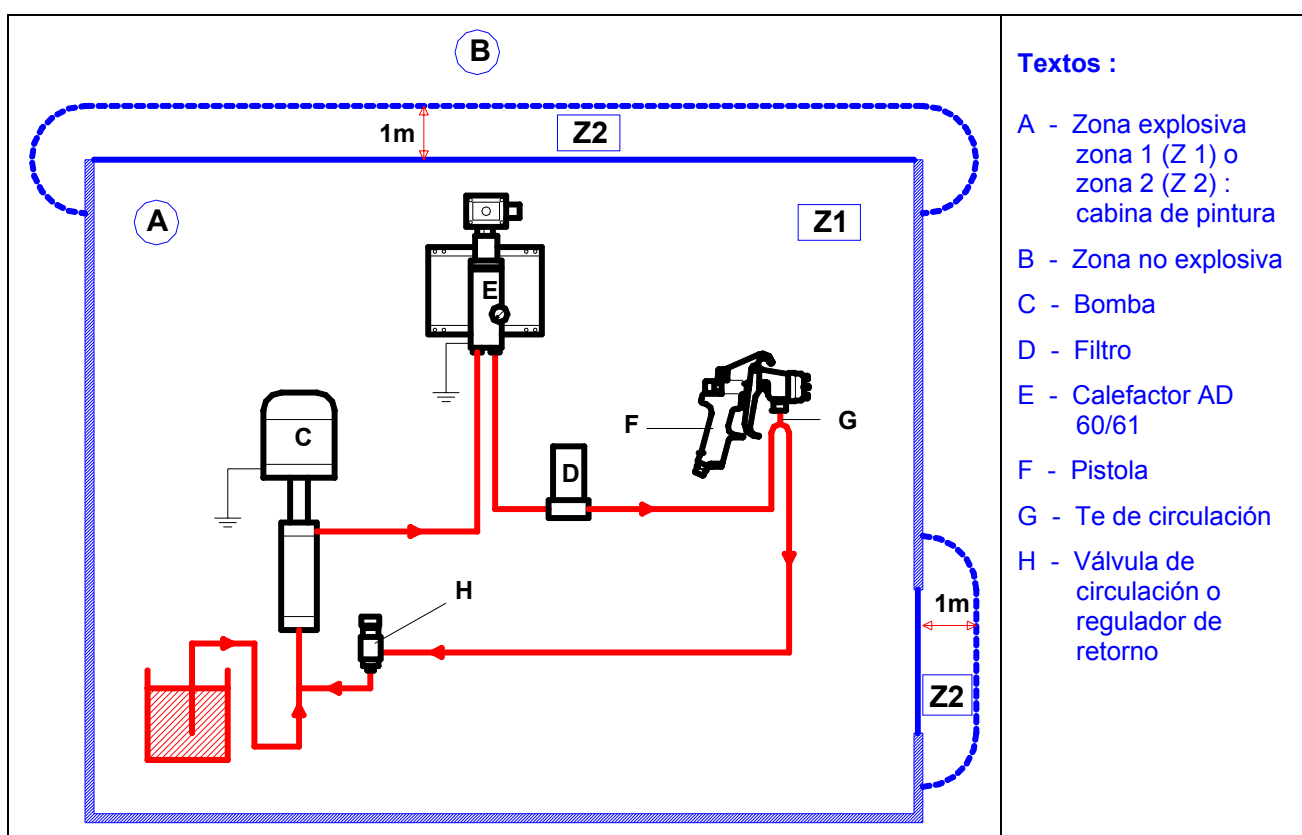 B
1m
Z2
A
Z1
E
C
F
G
D
H
1m
Z2
Textos :
A - Zona explosiva
zona 1 (Z 1) o
zona 2 (Z 2) :
cabina de pintura
B - Zona no explosiva
C - Bomba
D - Filtro
E - Calefactor AD
60/61
F - Pistola
G - Te de circulación
H - Válvula de
circulación o
regulador de
retorno